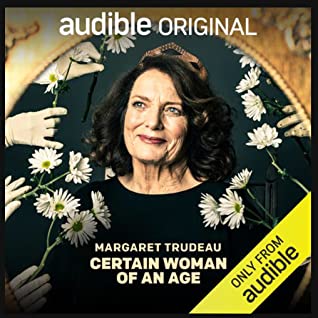 audible ORIGINAL
MARGARET TRUDEAU
CERTAIN WOMAN
OF AN AGE
ONLY FROM
audible